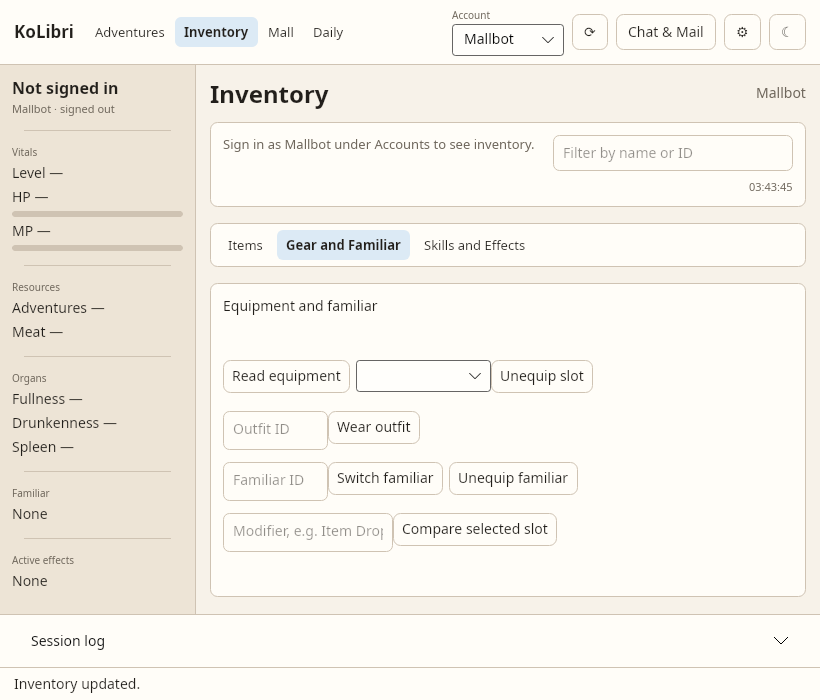 KoLibri
Adventures
Inventory
Mall
Daily
Account
Mallbot
Chat & Mail
Not signed in
Mallbot · signed out
Vitals
Level —
HP —
MP —
Resources
Adventures —
Meat —
Organs
Fullness —
Drunkenness —
Spleen —
Familiar
None
Active effects
None
Inventory
Mallbot
Sign in as Mallbot under Accounts to see inventory.
Filter by name or ID
03:43:45
Items
Gear and Familiar
Skills and Effects
Equipment and familiar
Read equipment
Unequip slot
Outfit ID
Wear outfit
Familiar ID
Switch familiar
Unequip familiar
Modifier, e.g. Item Drop
Compare selected slot
Session log
Inventory updated.